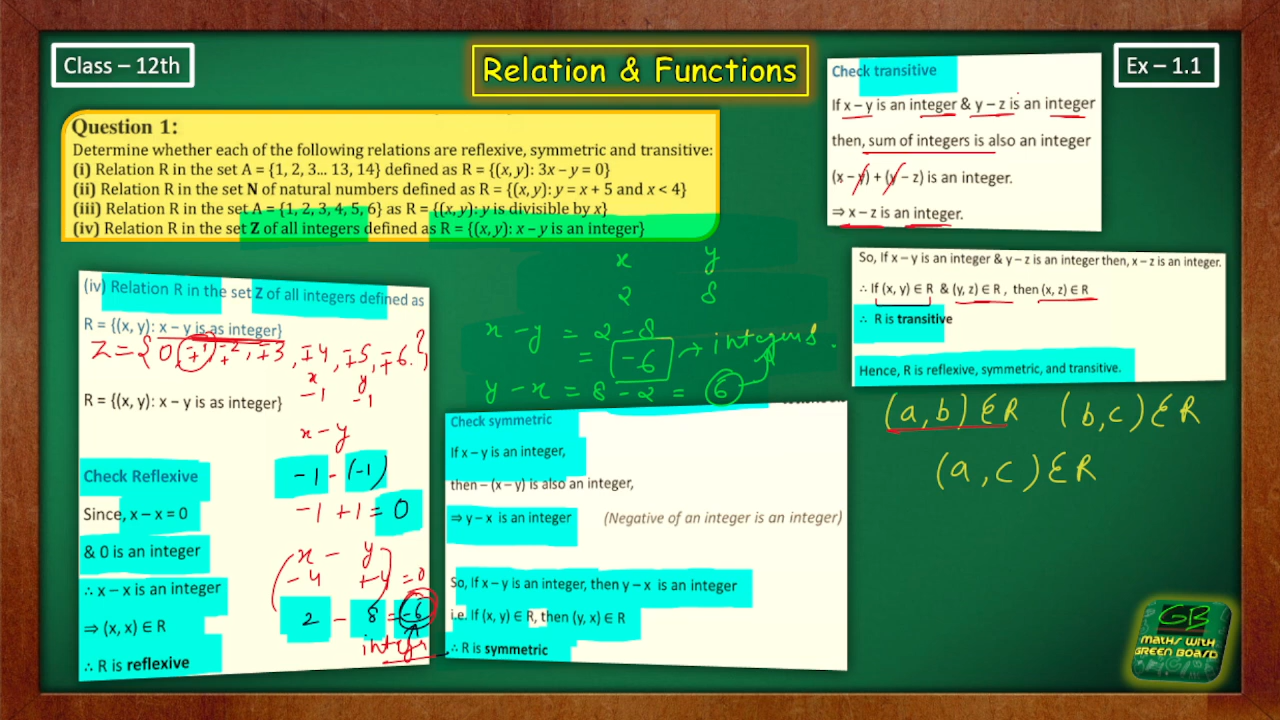 Class – 12th
Relation & Functions
Ex – 1.1
Question 1:
Determine whether each of the following relations are reflexive, symmetric and transitive:
(i) Relation R in the set A = {1, 2, 3... 13, 14} defined as R = {(x, y): 3x – y = 0}
(ii) Relation R in the set N of natural numbers defined as R = {(x, y): y = x + 5 and x < 4}
(iii) Relation R in the set A = {1, 2, 3, 4, 5, 6} as R = {(x, y): y is divisible by x}
(iv) Relation R in the set Z of all integers defined as R = {(x, y): x – y is an integer}
(iv) Relation R in the set Z of all integers defined as
R = {(x, y): x – y is as integer}
Z = { 0, ∓1, ∓2, ∓3, ∓4, ∓5, ∓6.}
x y
-1 -1
R = {(x, y): x – y is as integer}
x - y
-1 - (-1)
-1 + 1 = 0
Check Reflexive
Since, x – x = 0
& 0 is an integer
∴ x – x is an integer
⇒ (x, x) ∈ R
∴ R is reflexive
x - y
-4 +4 = 0
2 - 8 = -6
x y
2 8
x - y = 2 - 8
= -6 → integers.
y - x = 8 - 2 = 6
Check symmetric
If x – y is an integer,
then – (x – y) is also an integer,
⇒ y – x is an integer (Negative of an integer is an integer)
So, If x – y is an integer, then y – x is an integer
i.e. If (x, y) ∈ R, then (y, x) ∈ R
∴ R is symmetric
Check transitive
If x – y is an integer & y – z is an integer
then, sum of integers is also an integer
(x – y) + (y – z) is an integer.
⇒ x – z is an integer.
So, If x – y is an integer & y – z is an integer then, x – z is an integer.
∴ If (x, y) ∈ R & (y, z) ∈ R , then (x, z) ∈ R
∴ R is transitive
Hence, R is reflexive, symmetric, and transitive.
(a, b) ∈ R (b, c) ∈ R
(a, c) ∈ R
GB
MATHS WITH
GREEN BOARD